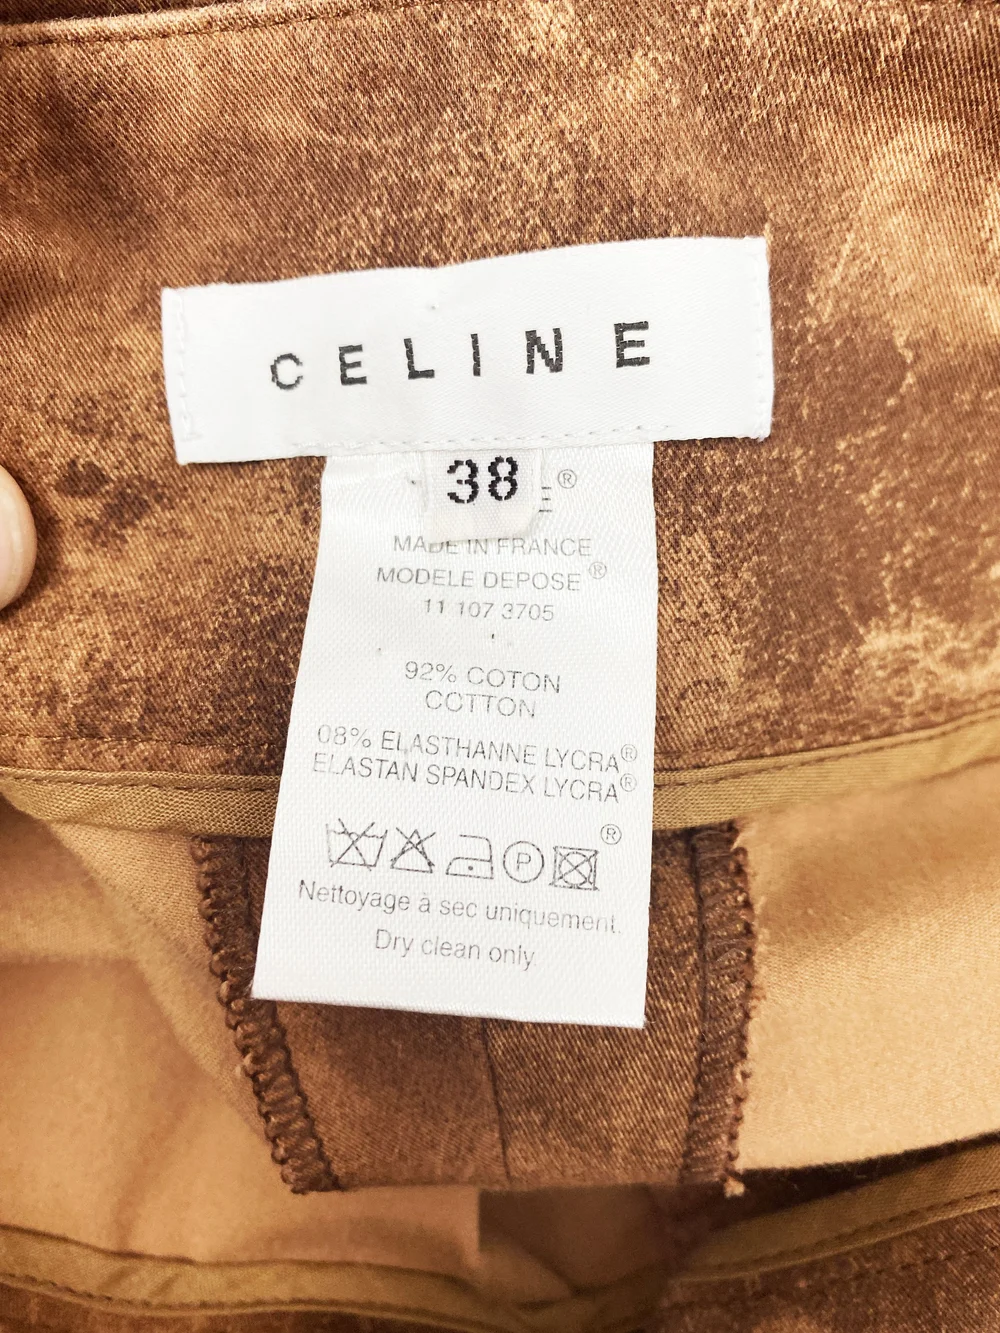 CELINE
38
E®
MADE IN FRANCE
MODELE DEPOSE®
11 107 3705
92% COTON
COTTON
08% ELASTHANNE LYCRA®
ELASTAN SPANDEX LYCRA®
®
P
Nettoyage à sec uniquement.
Dry clean only